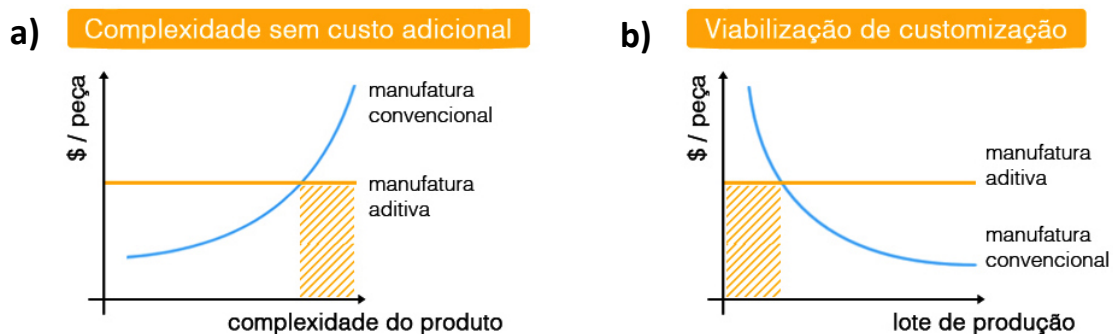 a)
Complexidade sem custo adicional
$ / peça
manufatura
convencional
manufatura
aditiva
complexidade do produto
b)
Viabilização de customização
$ / peça
manufatura
aditiva
manufatura
convencional
lote de produção